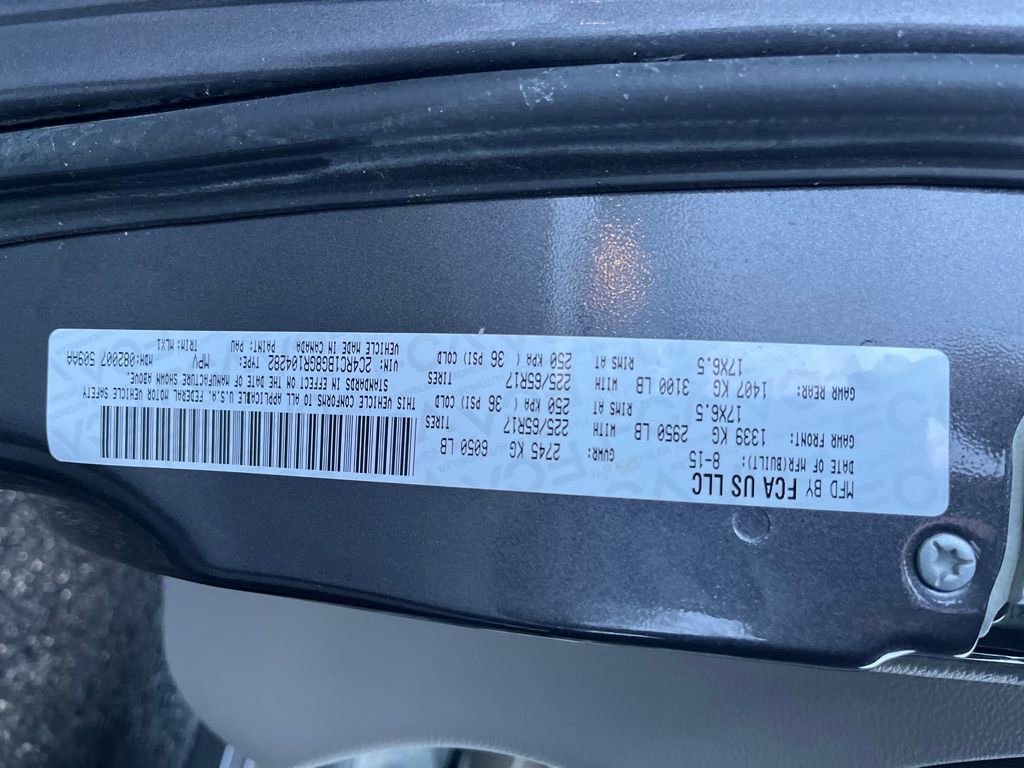 MFD BY FCA US LLC
DATE OF MFR(BUILT): 8-15 GVWR: 2745 KG 6050 LB
GAWR FRONT: 1339 KG 2950 LB WITH 225/65R17 TIRES
17X6.5 RIMS AT 250 KPA ( 36 PSI COLD
GAWR REAR: 1407 KG 3100 LB WITH 225/65R17 TIRES
17X6.5 RIMS AT 250 KPA ( 36 PSI COLD
THIS VEHICLE CONFORMS TO ALL APPLICABLE U.S.A. FEDERAL MOTOR VEHICLE SAFETY
STANDARDS IN EFFECT ON THE DATE OF MANUFACTURE SHOWN ABOVE
VIN: 2C4RC1BG8GR104282 TYPE: MPV MDH:082007 509AA
VEHICLE MADE IN CANADA PAINT: PAU TRIM: MLX1